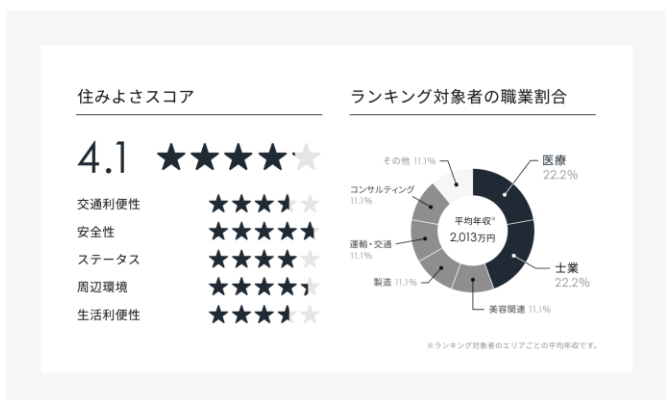 住みよさスコア
4.1
交通利便性
安全性
ステータス
周辺環境
生活利便性
ランキング対象者の職業割合
その他 11.1%
医療
22.2%
コンサルティング
11.1%
平均年収※
2,013万円
運輸・交通
11.1%
士業
22.2%
製造 11.1%
美容関連 11.1%
※ランキング対象者のエリアごとの平均年収です。